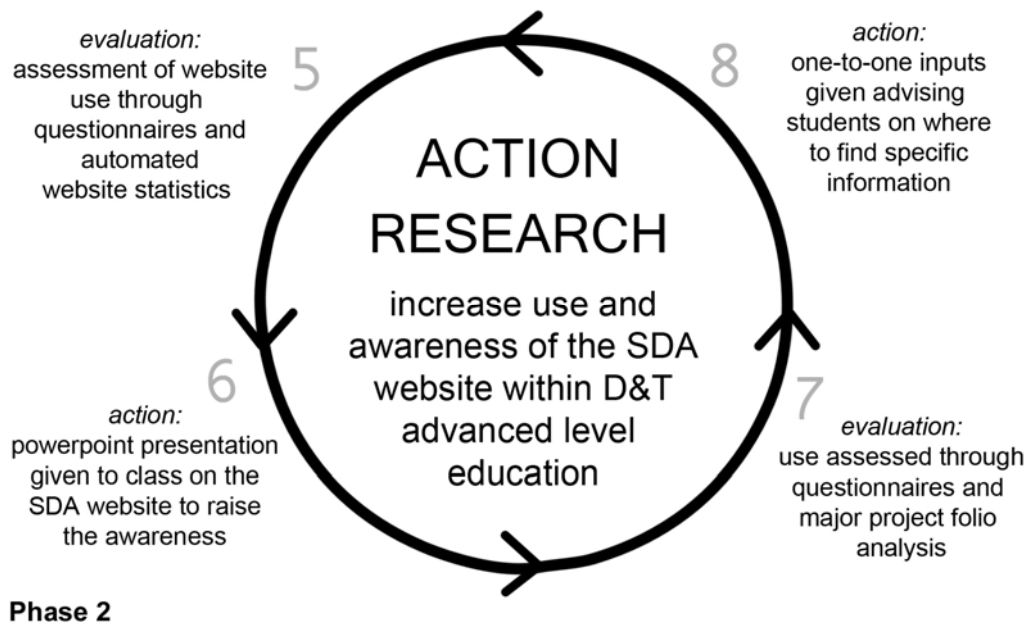 evaluation:
assessment of website
use through
questionnaires and
automated
website statistics
5
8
action:
one-to-one inputs
given advising
students on where
to find specific
information
ACTION
RESEARCH
increase use and
awareness of the SDA
website within D&T
advanced level
education
6
action:
powerpoint presentation
given to class on the
SDA website to raise
the awareness
7
evaluation:
use assessed through
questionnaires and
major project folio
analysis
Phase 2